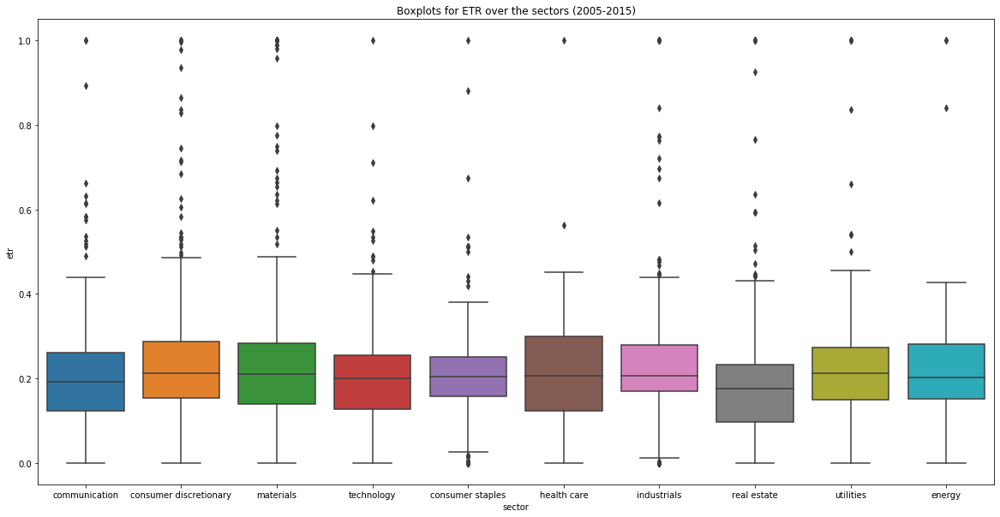 Boxplots for ETR over the sectors (2005-2015)
1.0
0.8
0.6
0.4
0.2
0.0
etr
communication consumer discretionary materials technology consumer staples health care industrials real estate utilities energy
sector